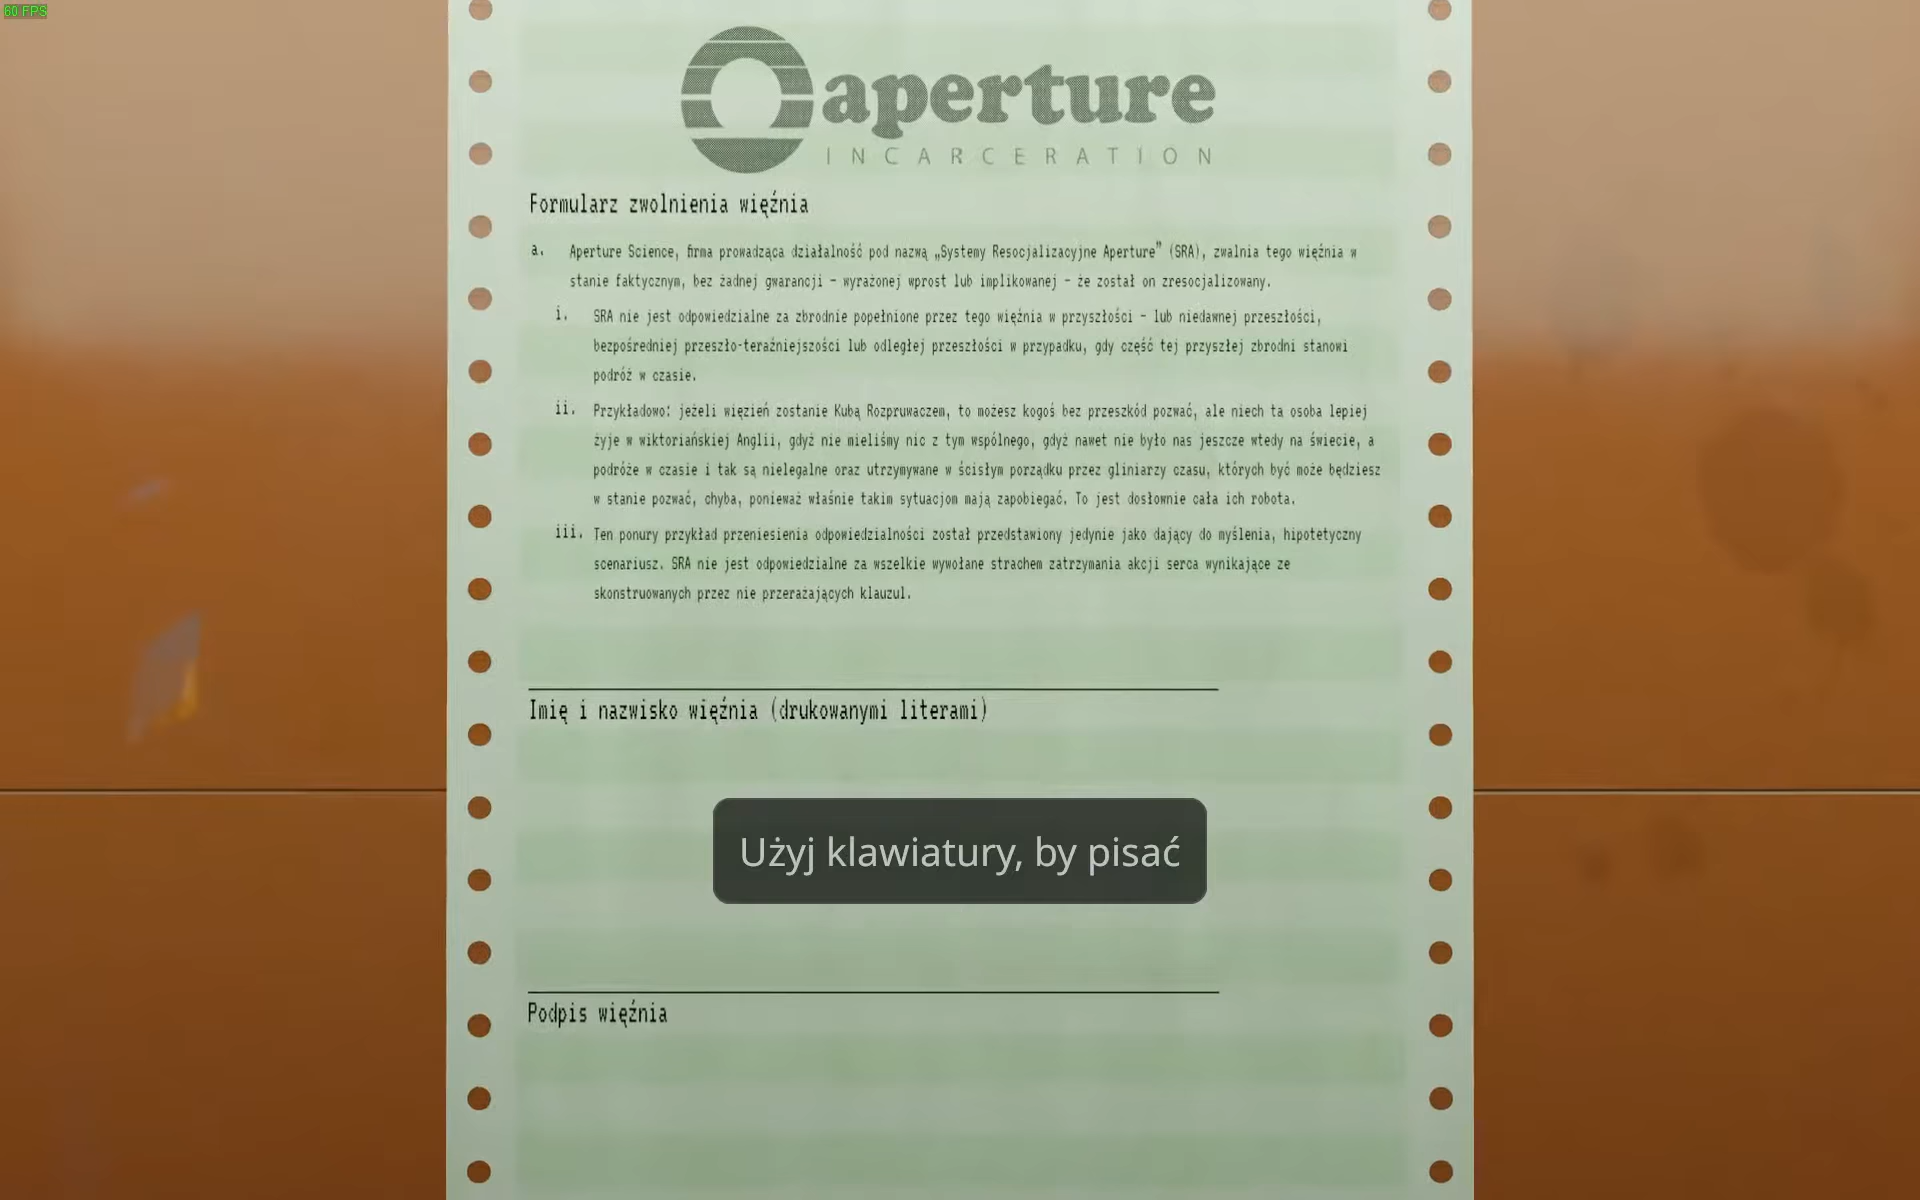 60 FPS
aperture
INCARCERATION
Formularz zwolnienia więźnia
a. Aperture Science, firma prowadząca działalność pod nazwą „Systemy Resocjalizacyjne Aperture” (SRA), zwalnia tego więźnia w
stanie faktycznym, bez żadnej gwarancji – wyrażonej wprost lub implikowanej – że został on zresocjalizowany.
i. SRA nie jest odpowiedzialne za zbrodnie popełnione przez tego więźnia w przyszłości – lub niedawnej przeszłości,
bezpośredniej przeszło-teraźniejszości lub odległej przeszłości w przypadku, gdy część tej przyszłej zbrodni stanowi
podróż w czasie.
ii. Przykładowo: jeżeli więzień zostanie Kubą Rozpruwaczem, to możesz kogoś bez przeszkód pozwać, ale niech ta osoba lepiej
żyje w wiktoriańskiej Anglii, gdyż nie mieliśmy nic z tym wspólnego, gdyż nawet nie było nas jeszcze wtedy na świecie, a
podróże w czasie i tak są nielegalne oraz utrzymywane w ścisłym porządku przez gliniarzy czasu, których być może będziesz
w stanie pozwać, chyba, ponieważ właśnie takim sytuacjom mają zapobiegać. To jest dosłownie cała ich robota.
iii. Ten ponury przykład przeniesienia odpowiedzialności został przedstawiony jedynie jako dający do myślenia, hipotetyczny
scenariusz. SRA nie jest odpowiedzialne za wszelkie wywołane strachem zatrzymania akcji serca wynikające ze
skonstruowanych przez nie przerażających klauzul.
Imię i nazwisko więźnia (drukowanymi literami)
Użyj klawiatury, by pisać
Podpis więźnia